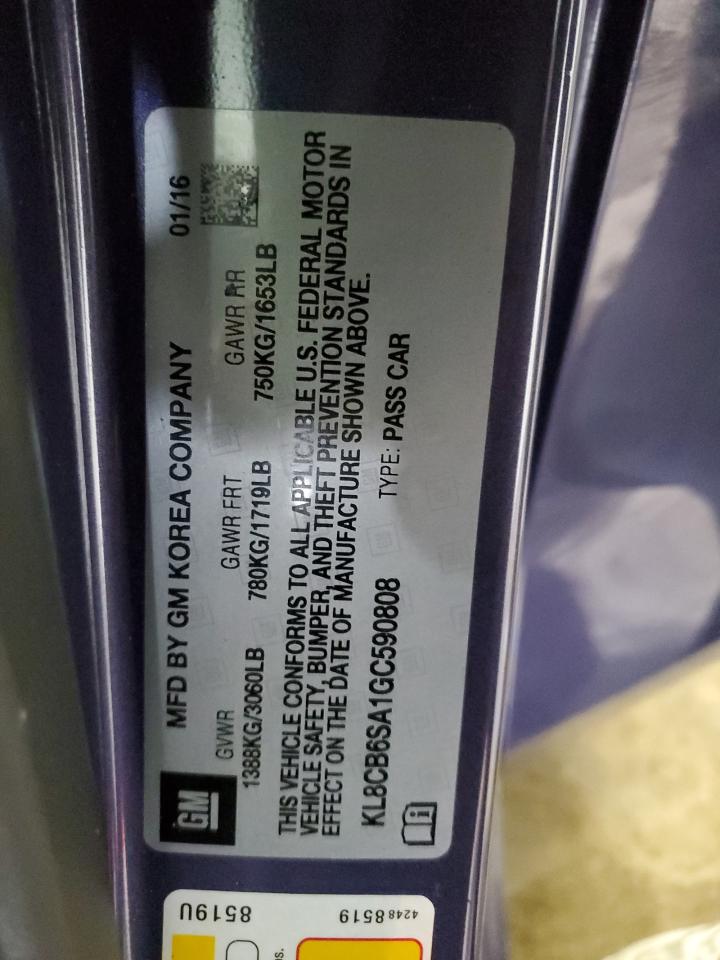 GM
MFD BY GM KOREA COMPANY 01/16
GVWR GAWR FRT GAWR RR
1388KG/3060LB 780KG/1719LB 750KG/1653LB
THIS VEHICLE CONFORMS TO ALL APPLICABLE U.S. FEDERAL MOTOR
VEHICLE SAFETY, BUMPER, AND THEFT PREVENTION STANDARDS IN
EFFECT ON THE DATE OF MANUFACTURE SHOWN ABOVE.
KL8CB6SA1GC590808 TYPE: PASS CAR
8519U
42488519